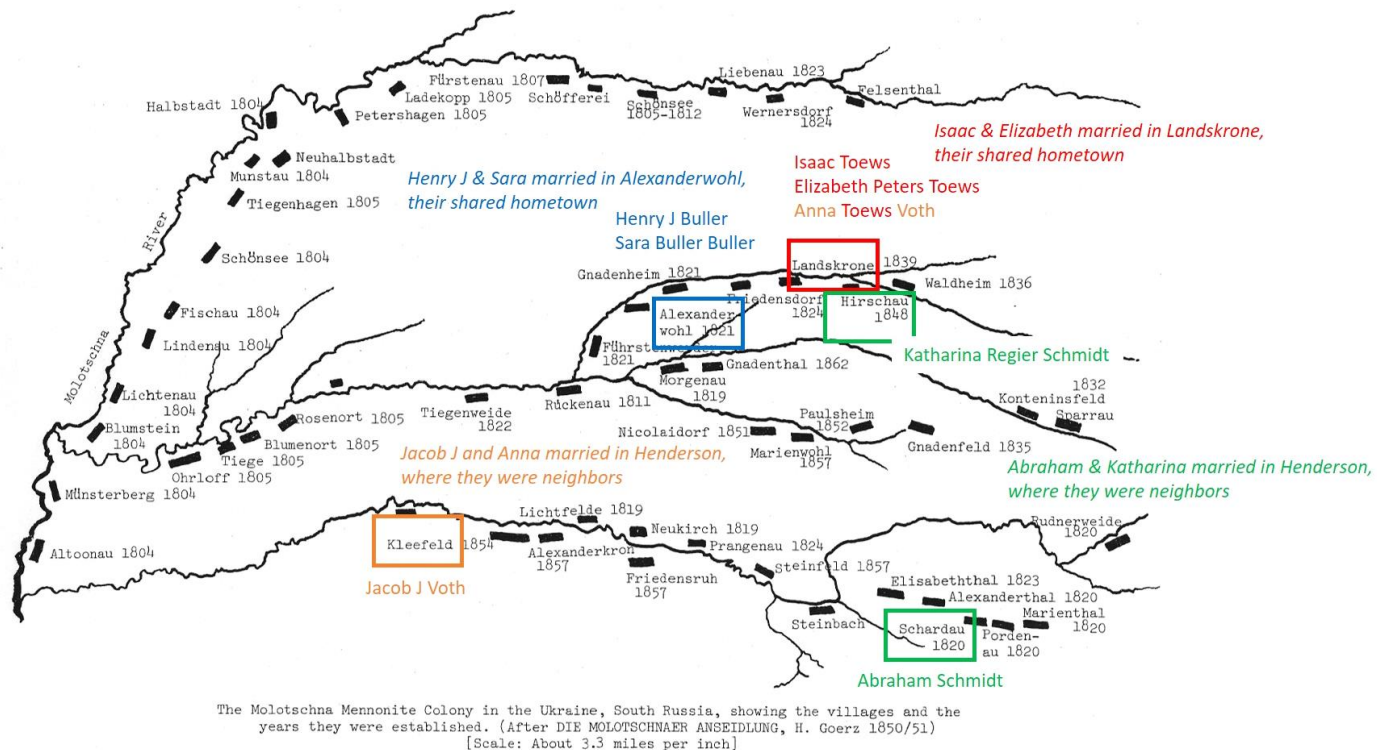 Fürstenau 1807
Liebenau 1823
Halbstadt 1804
Ladekopp 1805
Schöfferei
Schönsee
1805-1812
Felsenthal
Petershagen 1805
Wernersdorf
1824
Isaac & Elizabeth married in Landskrone,
their shared hometown
Neuhalbstadt
Munstau 1804
Henry J & Sara married in Alexanderwohl,
their shared hometown
Isaac Toews
Elizabeth Peters Toews
Anna Toews Voth
Tiegenhagen 1805
Henry J Buller
Sara Buller Buller
Molotschna River
Schönsee 1804
Gnadenheim 1821
Landskrone 1839
Waldheim 1836
Friedensdorf
1824
Hirschau
1848
Alexander-
wohl 1821
Fischau 1804
Lindenau 1804
1821
Katharina Regier Schmidt
Gnadenthal 1862
Morgenau
1819
Lichtenau
1804
Blumstein
1804
Rosenort 1805
Tiegenweide
1822
Rückenau 1811
1832
Konteninsfeld
Sparrau
Paulsheim
1852
Nicolaidorf 1851
Blumenort 1805
Tiege 1805
Ohrloff 1805
Marienwohl
1857
Gnadenfeld 1835
Jacob J and Anna married in Henderson,
where they were neighbors
Abraham & Katharina married in Henderson,
where they were neighbors
Münsterberg 1804
Lichtfelde 1819
Neukirch 1819
Rudnerweide
1820
Altoonau 1804
Kleefeld 1854
Alexanderkron
1857
Prangenau 1824
Friedensruh
1857
Steinfeld 1857
Jacob J Voth
Elisabeththal 1823
Alexanderthal 1820
Marienthal
1820
Steinbach
Schardau
1820
Porden-
au 1820
Abraham Schmidt
The Molotschna Mennonite Colony in the Ukraine, South Russia, showing the villages and the
years they were established. (After DIE MOLOTSCHNAER ANSEIDLUNG, H. Goerz 1850/51)
[Scale: About 3.3 miles per inch]